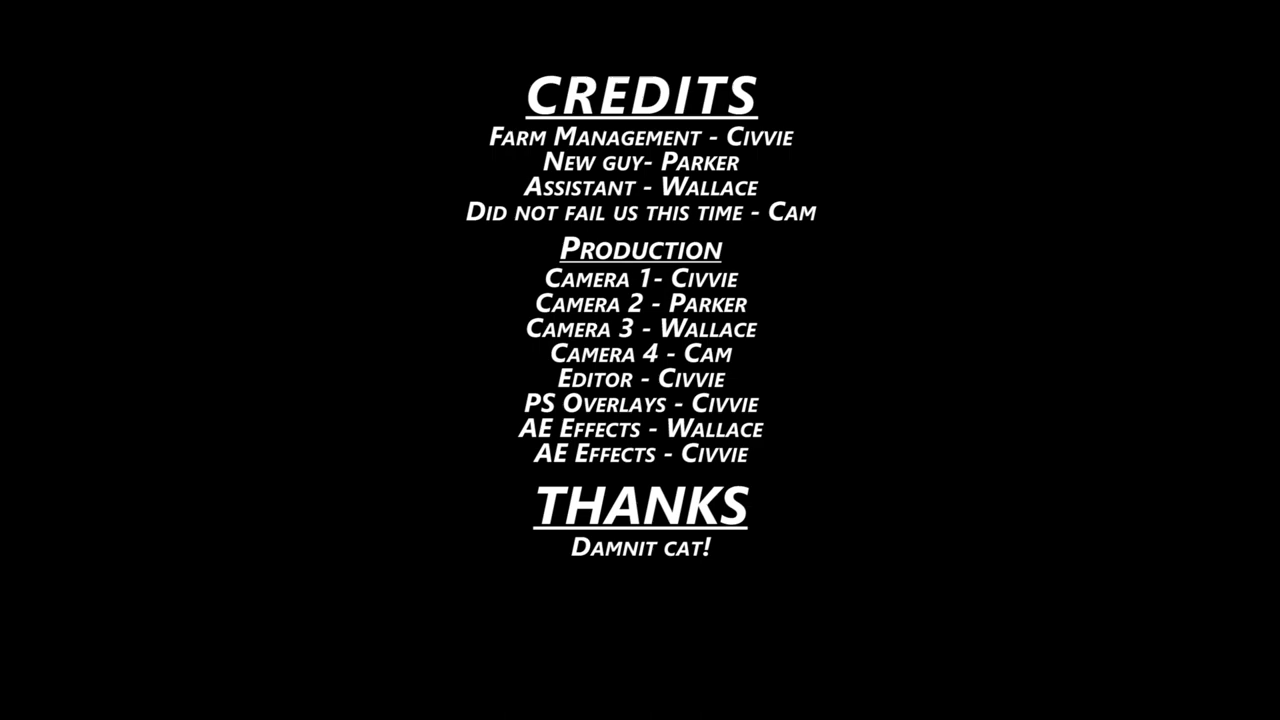 CREDITS
FARM MANAGEMENT - CIVVIE
NEW GUY- PARKER
ASSISTANT - WALLACE
DID NOT FAIL US THIS TIME - CAM
PRODUCTION
CAMERA 1- CIVVIE
CAMERA 2 - PARKER
CAMERA 3 - WALLACE
CAMERA 4 - CAM
EDITOR - CIVVIE
PS OVERLAYS - CIVVIE
AE EFFECTS - WALLACE
AE EFFECTS - CIVVIE
THANKS
DAMNIT CAT!